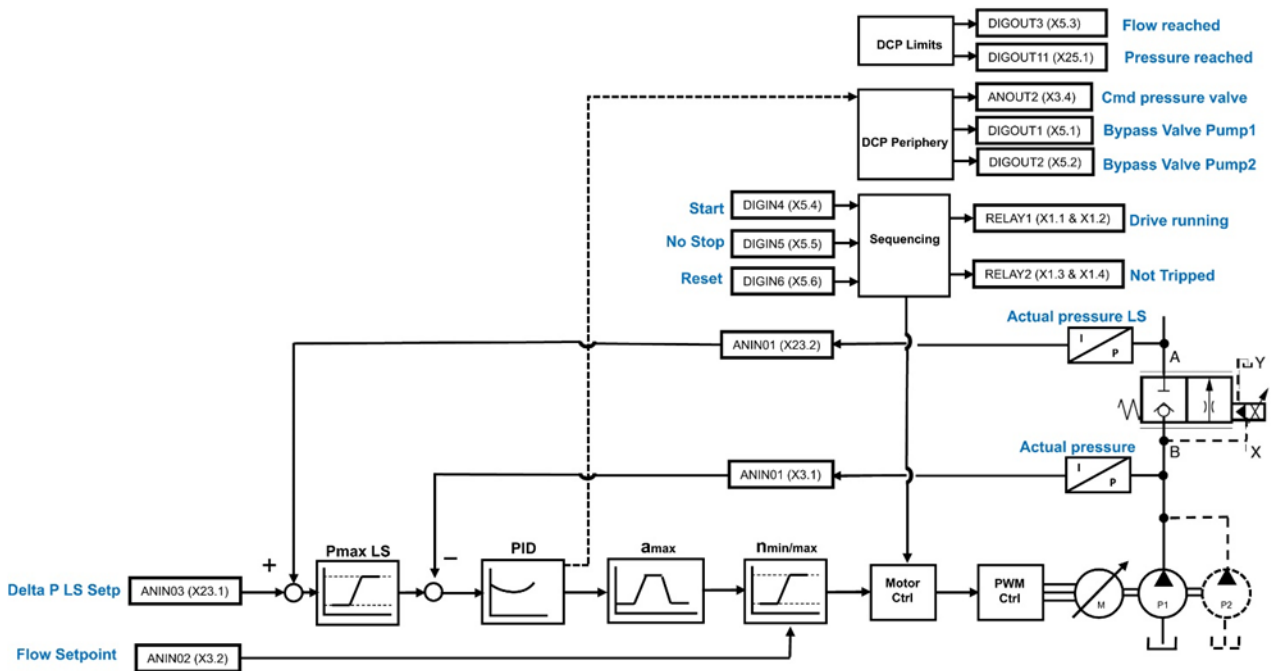 DCP Limits
DIGOUT3 (X5.3)
Flow reached
DIGOUT11 (X25.1)
Pressure reached
DCP Periphery
ANOUT2 (X3.4)
Cmd pressure valve
DIGOUT1 (X5.1)
Bypass Valve Pump1
DIGOUT2 (X5.2)
Bypass Valve Pump2
Start
DIGIN4 (X5.4)
No Stop
DIGIN5 (X5.5)
Reset
DIGIN6 (X5.6)
Sequencing
RELAY1 (X1.1 & X1.2)
Drive running
RELAY2 (X1.3 & X1.4)
Not Tripped
Actual pressure LS
ANIN01 (X23.2)
I
P
A
Y
Actual pressure
B
X
ANIN01 (X3.1)
I
P
+
Pmax LS
−
PID
amax
nmin/max
Delta P LS Setp
ANIN03 (X23.1)
Motor
Ctrl
PWM
Ctrl
M
P1
P2
Flow Setpoint
ANIN02 (X3.2)